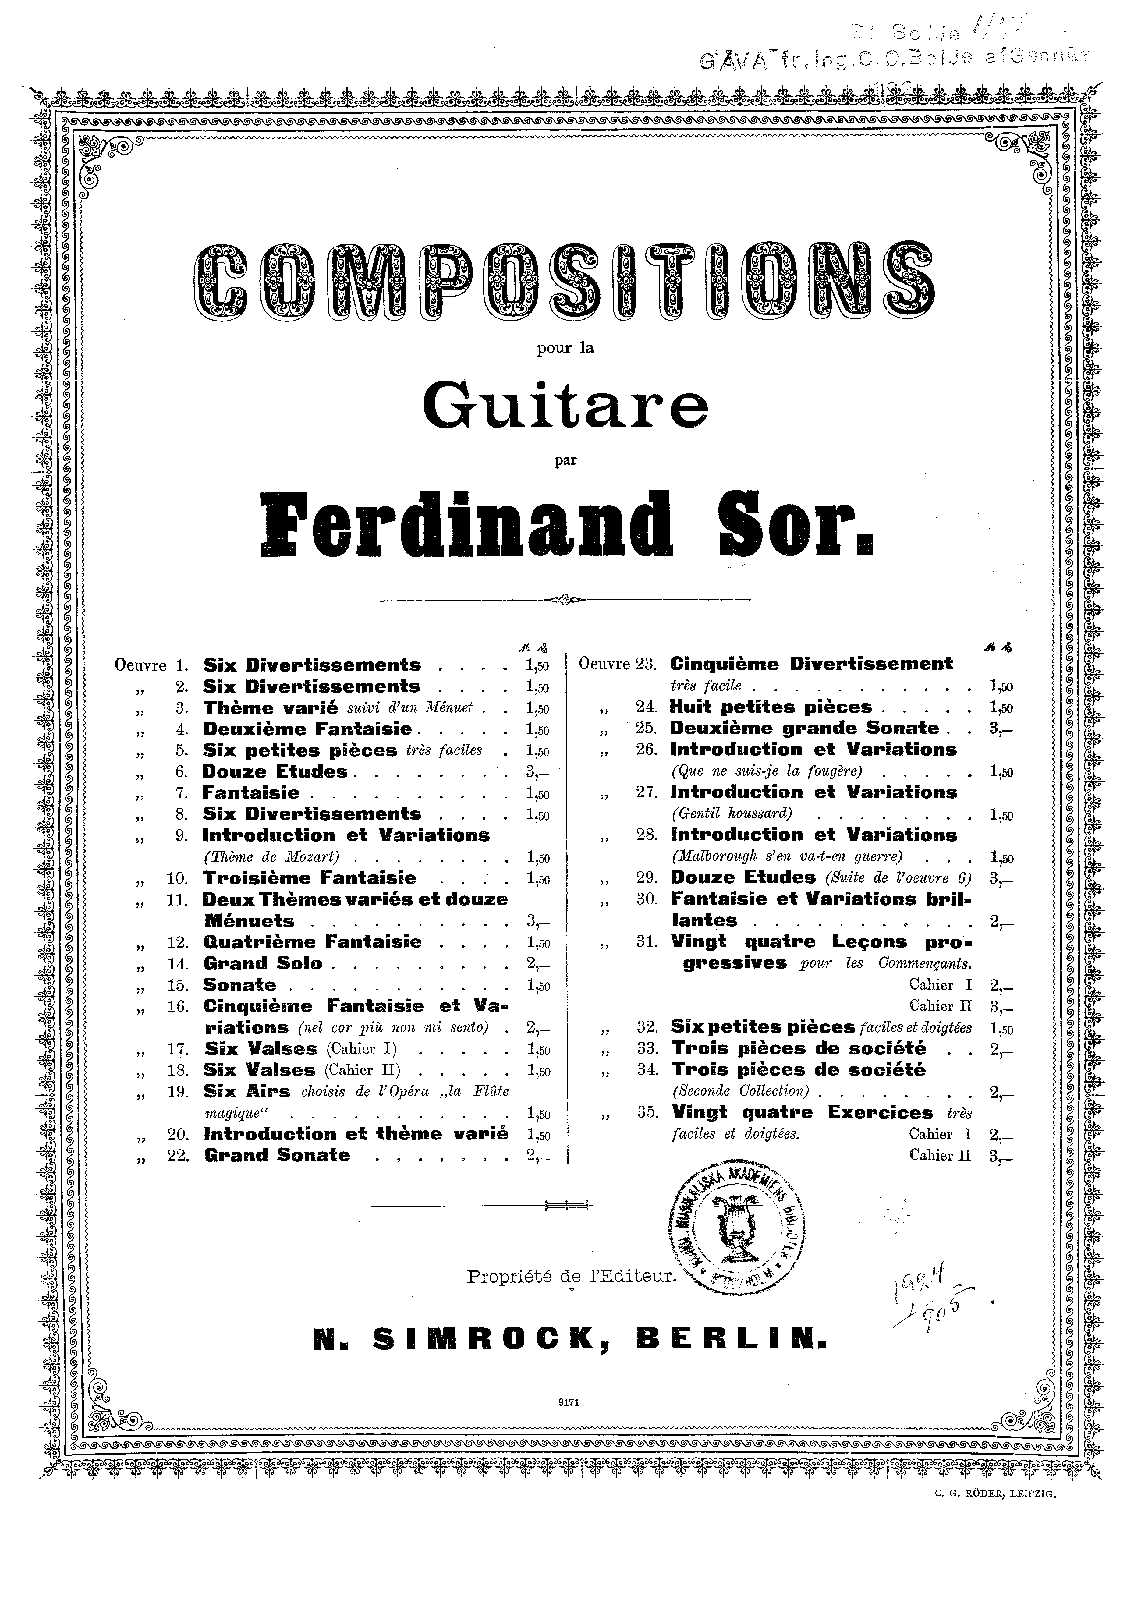 GÅVA fr. Ing. C. O. Boije af Gennäs
COMPOSITIONS
pour la
Guitare
par
Ferdinand Sor.
Oeuvre 1. Six Divertissements . . . . 1,50
„ 2. Six Divertissements . . . . 1,50
„ 3. Thème varié suivi d'un Ménuet . . 1,50
„ 4. Deuxième Fantaisie . . . . . 1,50
„ 5. Six petites pièces très faciles . 1,50
„ 6. Douze Etudes . . . . . . . . 3,—
„ 7. Fantaisie . . . . . . . . . . 1,50
„ 8. Six Divertissements . . . . 1,50
„ 9. Introduction et Variations
(Thème de Mozart) . . . . . . . . 1,50
„ 10. Troisième Fantaisie . . . . 1,50
„ 11. Deux Thèmes variés et douze
Ménuets . . . . . . . . . . 3,—
„ 12. Quatrième Fantaisie . . . . 1,50
„ 14. Grand Solo . . . . . . . . . 2,—
„ 15. Sonate . . . . . . . . . . . 1,50
„ 16. Cinquième Fantaisie et Va-
riations (nel cor più non mi sento) . 2,—
„ 17. Six Valses (Cahier I) . . . . . 1,50
„ 18. Six Valses (Cahier II) . . . . . 1,50
„ 19. Six Airs choisis de l'Opéra „la Flûte
magique“ . . . . . . . . . . . 1,50
„ 20. Introduction et thème varié 1,50
„ 22. Grand Sonate . . . . . . . 2,—
Oeuvre 23. Cinquième Divertissement
très facile . . . . . . . . . . . 1,50
„ 24. Huit petites pièces . . . . . 1,50
„ 25. Deuxième grande Sonate . . 3,—
„ 26. Introduction et Variations
(Que ne suis-je la fougère) . . . . . 1,50
„ 27. Introduction et Variations
(Gentil houssard) . . . . . . . . 1,50
„ 28. Introduction et Variations
(Malborough s'en va-t-en guerre) . . . 1,50
„ 29. Douze Etudes (Suite de l'oeuvre 6) 3,—
„ 30. Fantaisie et Variations bril-
lantes . . . . . . . . . . . 2,—
„ 31. Vingt quatre Leçons pro-
gressives pour les Commençants.
Cahier I 2,—
Cahier II 3,—
„ 32. Six petites pièces faciles et doigtées 1,50
„ 33. Trois pièces de société . . 2,—
„ 34. Trois pièces de société
(Seconde Collection) . . . . . . . . 2,—
„ 35. Vingt quatre Exercices très
faciles et doigtées. Cahier I 2,—
Cahier II 3,—
KUNGL. MUSIKALISKA AKADEMIENS BIBLIOTEK
Propriété de l'Editeur.
1924
1905
N. SIMROCK, BERLIN.
9171
C. G. RÖDER, LEIPZIG.